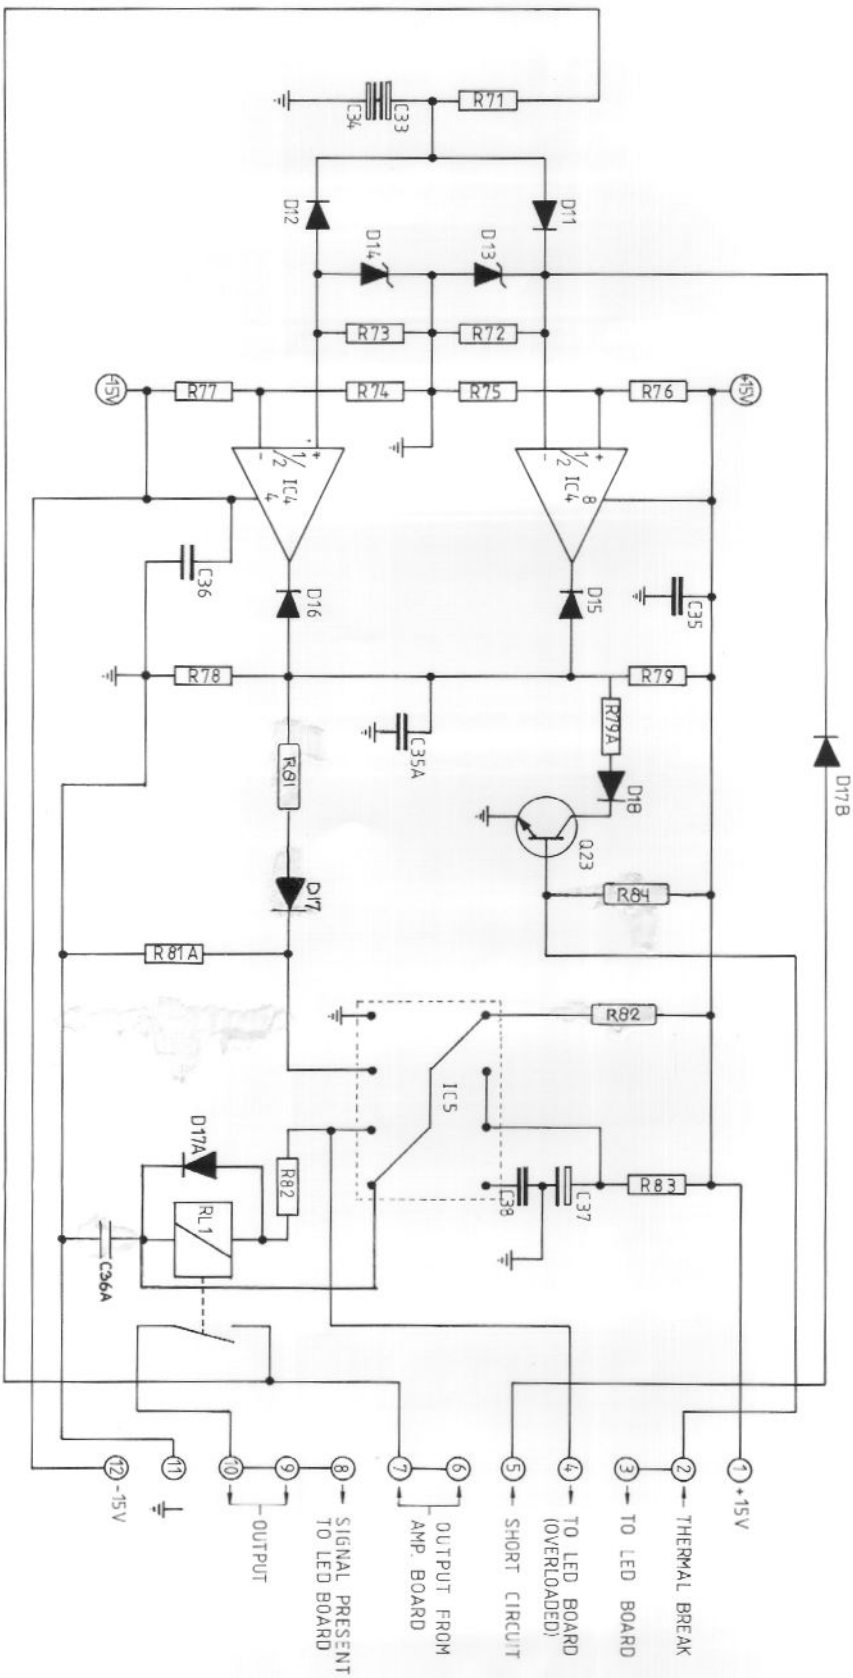 R71
C33
C34
D11
D12
D13
D14
R72
R73
+15V
R76
R75
R74
R77
-15V
+
1/2
-
IC4
8
+
1/2
-
IC4
4
C35
C36
D15
D16
R79
R78
R79A
C35A
D17B
D18
R81
Q23
D17
R84
R81A
R82
IC5
D17A
R82
RL1
R83
C37
C38
C36A
1 +15V
2 THERMAL BREAK
3 TO LED BOARD
4 TO LED BOARD
(OVERLOADED)
5 SHORT CIRCUIT
6 OUTPUT FROM
7 AMP. BOARD
8 SIGNAL PRESENT
TO LED BOARD
9 OUTPUT
10
11
12 -15V